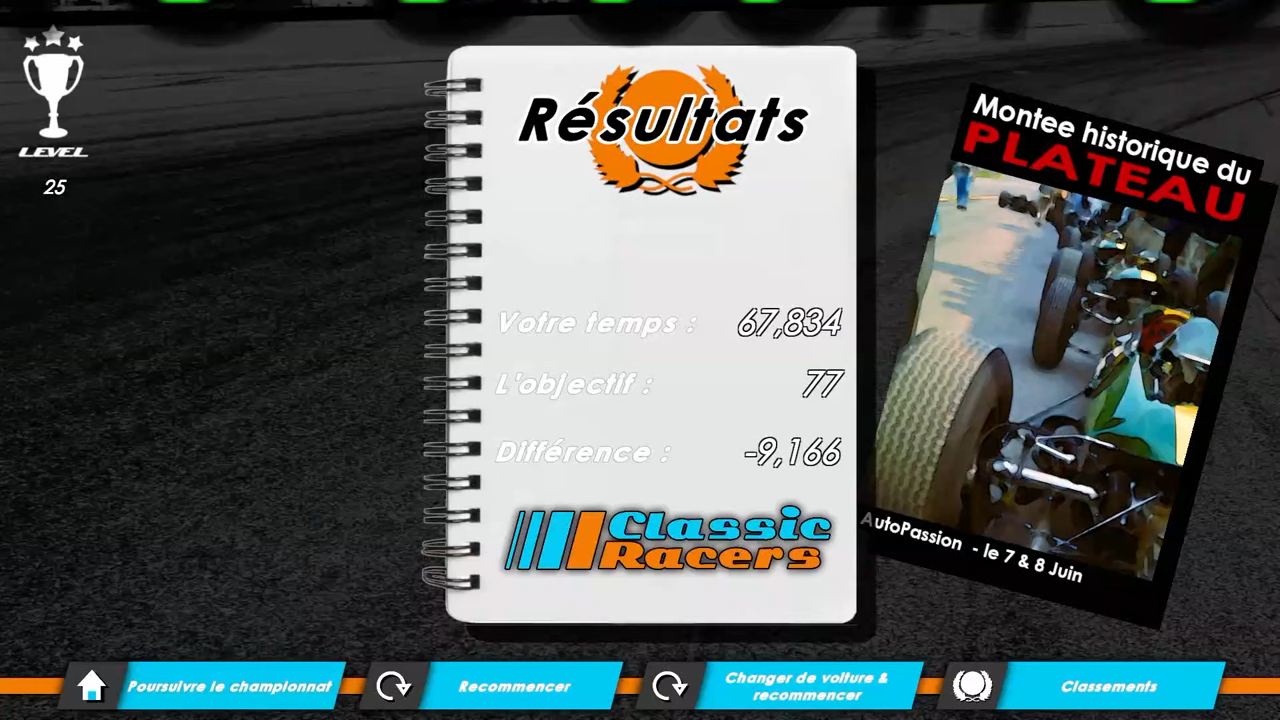 LEVEL
25
Résultats
Votre temps : 67,834
L'objectif : 77
Différence : -9,166
Classic
Racers
Montee historique du
PLATEAU
AutoPassion - le 7 & 8 Juin
Poursuivre le championnat
Recommencer
Changer de voiture &
recommencer
Classements